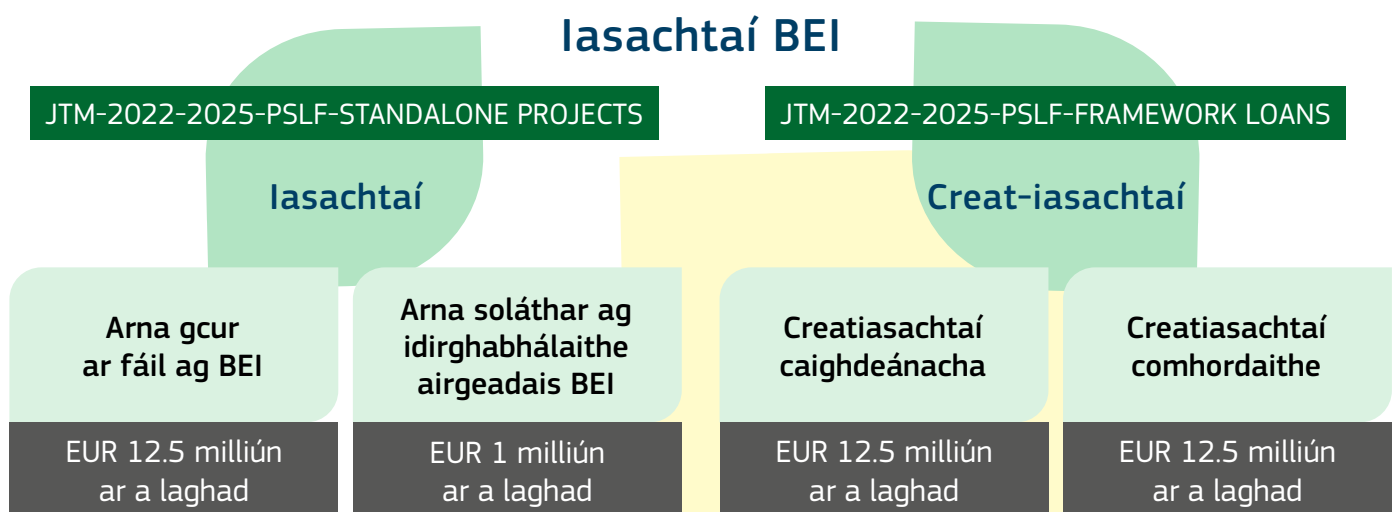 Iasachtaí BEI
JTM-2022-2025-PSLF-STANDALONE PROJECTS
Iasachtaí
Arna gcur
ar fáil ag BEI
EUR 12.5 milliún
ar a laghad
Arna soláthar ag
idirghabhálaithe
airgeadais BEI
EUR 1 milliún
ar a laghad
JTM-2022-2025-PSLF-FRAMEWORK LOANS
Creat-iasachtaí
Creatiasachtaí
caighdeánacha
EUR 12.5 milliún
ar a laghad
Creatiasachtaí
comhordaithe
EUR 12.5 milliún
ar a laghad